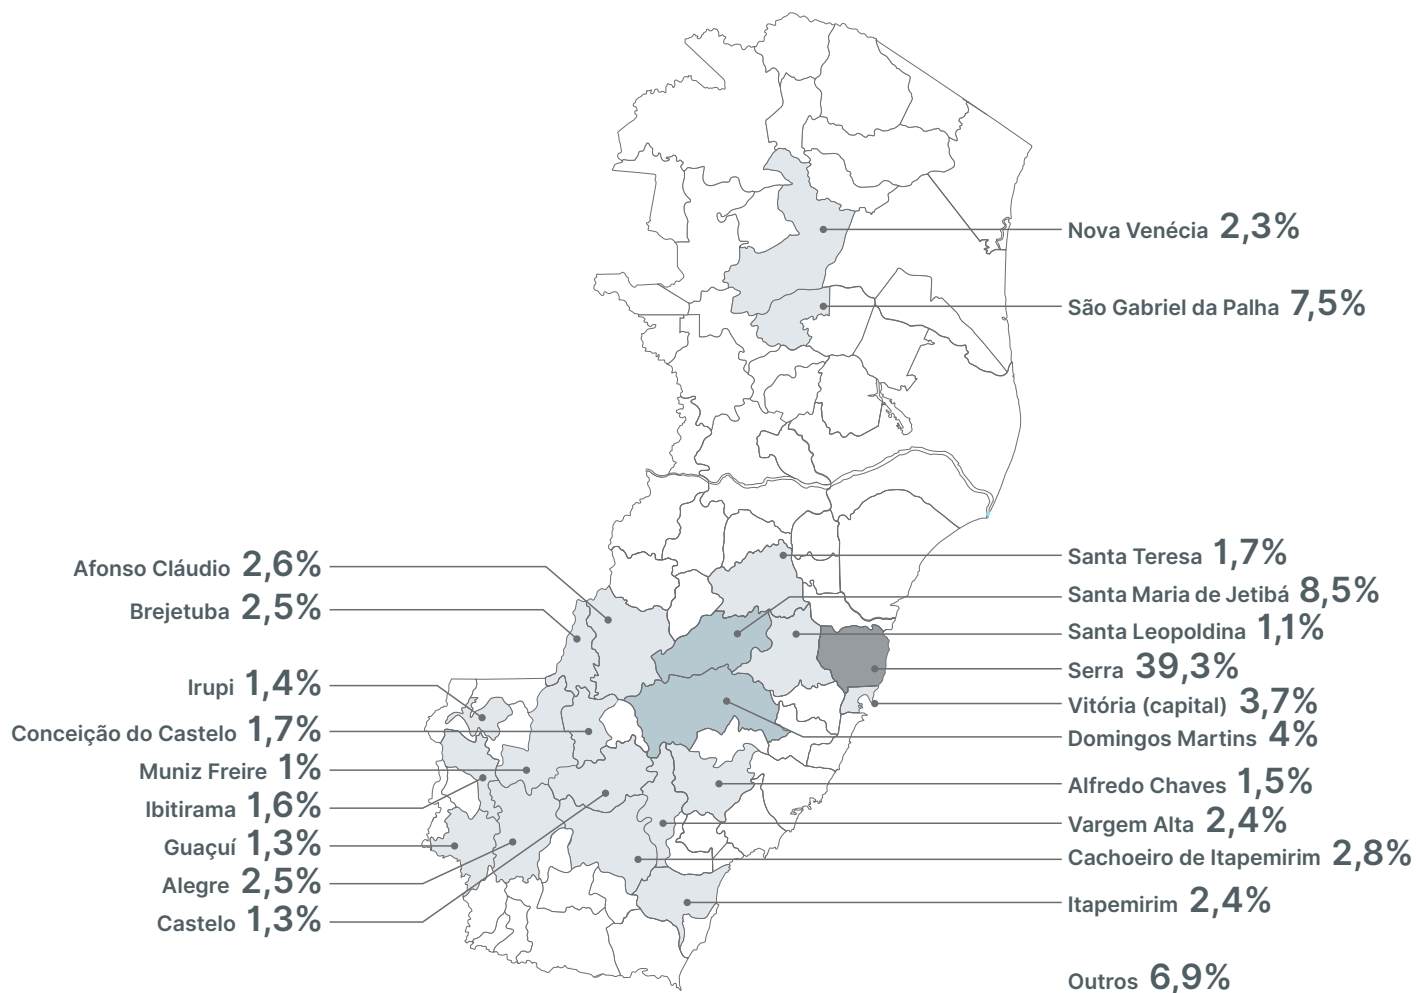 Nova Venécia 2,3%
São Gabriel da Palha 7,5%
Afonso Cláudio 2,6%
Brejetuba 2,5%
Irupi 1,4%
Conceição do Castelo 1,7%
Muniz Freire 1%
Ibitirama 1,6%
Guaçuí 1,3%
Alegre 2,5%
Castelo 1,3%
Santa Teresa 1,7%
Santa Maria de Jetibá 8,5%
Santa Leopoldina 1,1%
Serra 39,3%
Vitória (capital) 3,7%
Domingos Martins 4%
Alfredo Chaves 1,5%
Vargem Alta 2,4%
Cachoeiro de Itapemirim 2,8%
Itapemirim 2,4%
Outros 6,9%